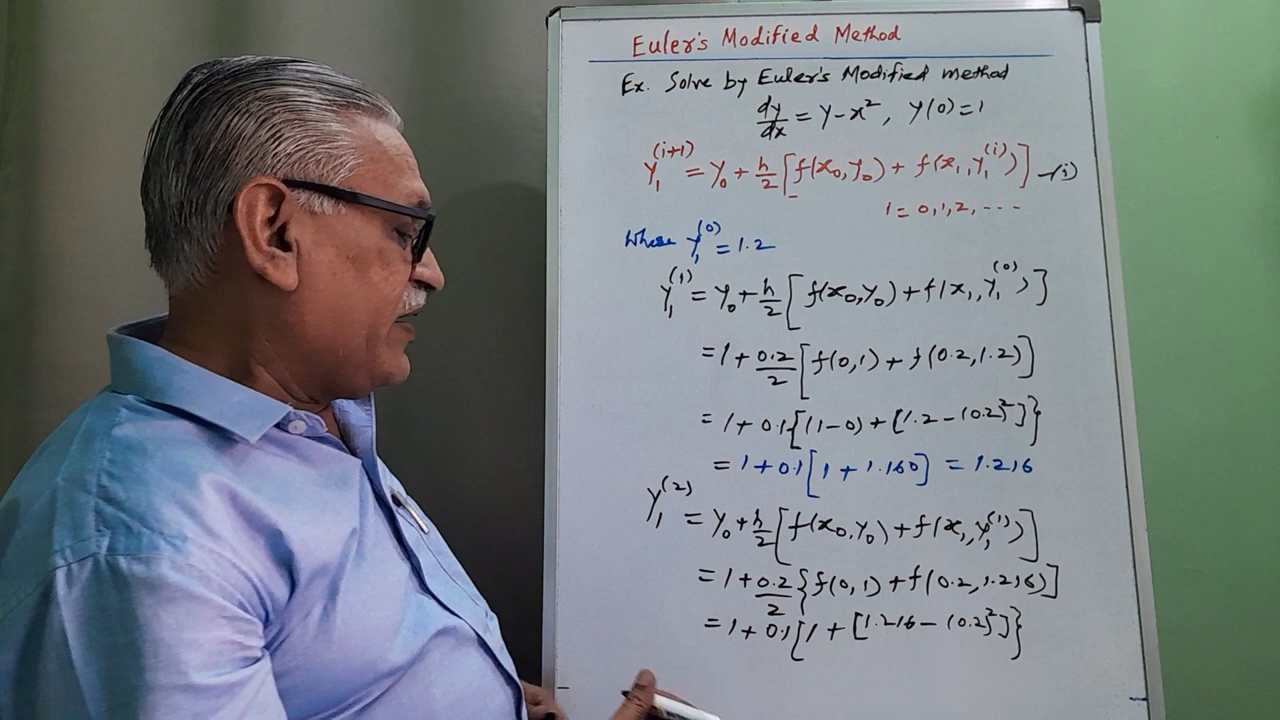 Euler's Modified Method
Ex. Solve by Euler's Modified method
dy/dx = y - x², y(0) = 1
y₁^(i+1) = y₀ + h/2 [f(x₀, y₀) + f(x₁, y₁^(i))] - (i)
i = 0, 1, 2, ---
Where y₁^(0) = 1.2
y₁^(1) = y₀ + h/2 [f(x₀, y₀) + f(x₁, y₁^(0))]
= 1 + 0.2/2 [f(0, 1) + f(0.2, 1.2)]
= 1 + 0.1 {(1-0) + [1.2 - (0.2)²]}
= 1 + 0.1 [1 + 1.160] = 1.216
y₁^(2) = y₀ + h/2 [f(x₀, y₀) + f(x₁, y₁^(1))]
= 1 + 0.2/2 {f(0, 1) + f(0.2, 1.216)]
= 1 + 0.1 [1 + [1.216 - (0.2)²]}